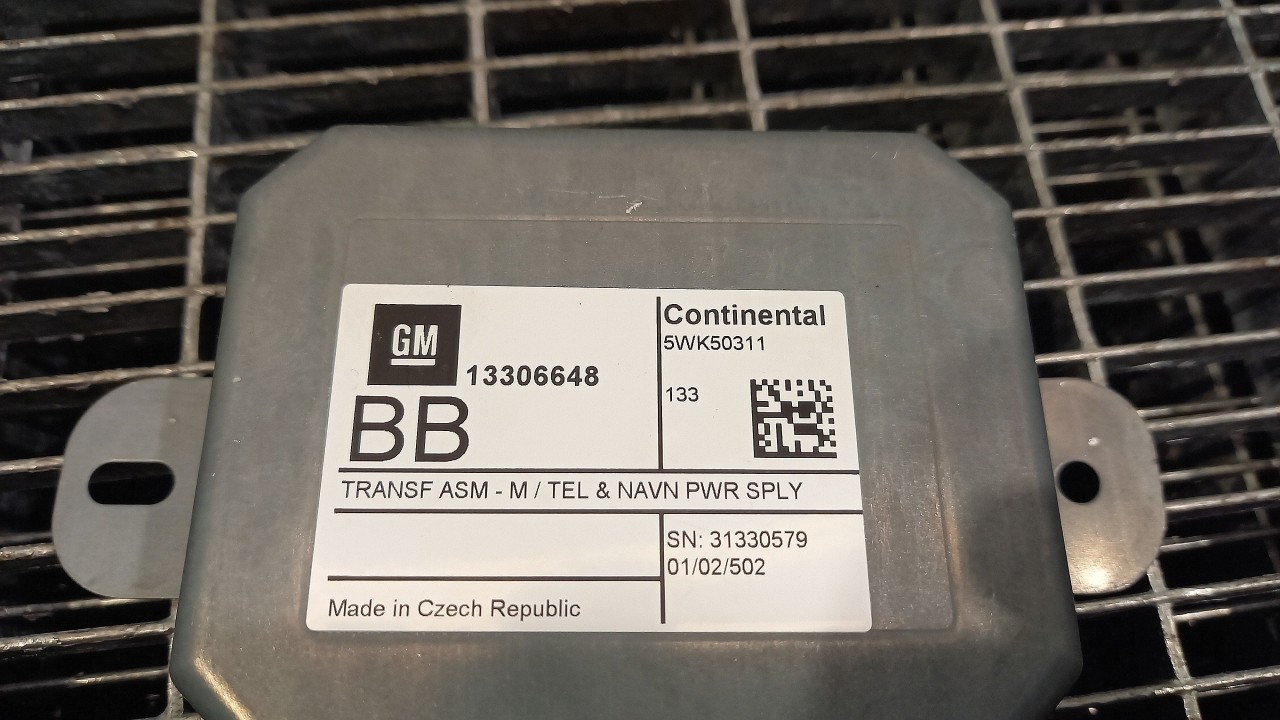 GM
13306648
BB
Continental
5WK50311
133
TRANSF ASM - M / TEL & NAVN PWR SPLY
SN: 31330579
01/02/502
Made in Czech Republic